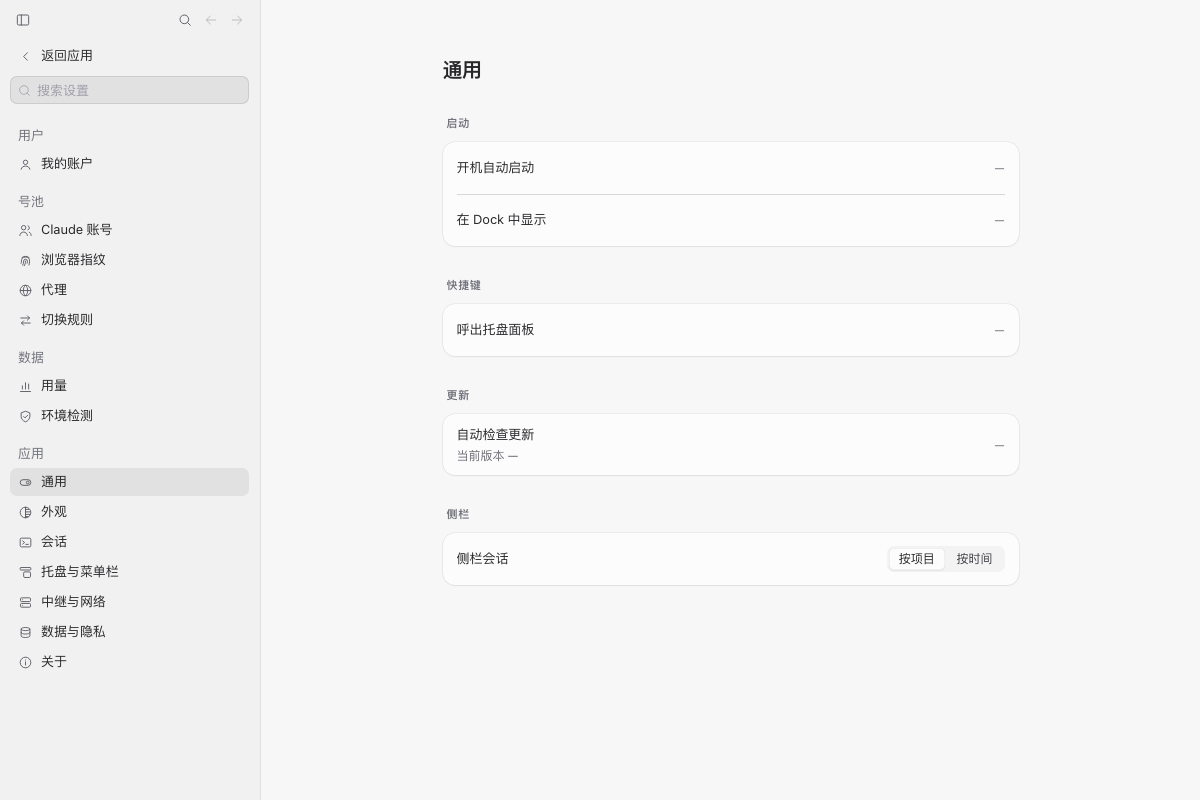 返回应用
搜索设置
用户
我的账户
号池
Claude 账号
浏览器指纹
代理
切换规则
数据
用量
环境检测
应用
通用
外观
会话
托盘与菜单栏
中继与网络
数据与隐私
关于
通用
启动
开机自动启动 —
在 Dock 中显示 —
快捷键
呼出托盘面板 —
更新
自动检查更新 —
当前版本 —
侧栏
侧栏会话 按项目 按时间